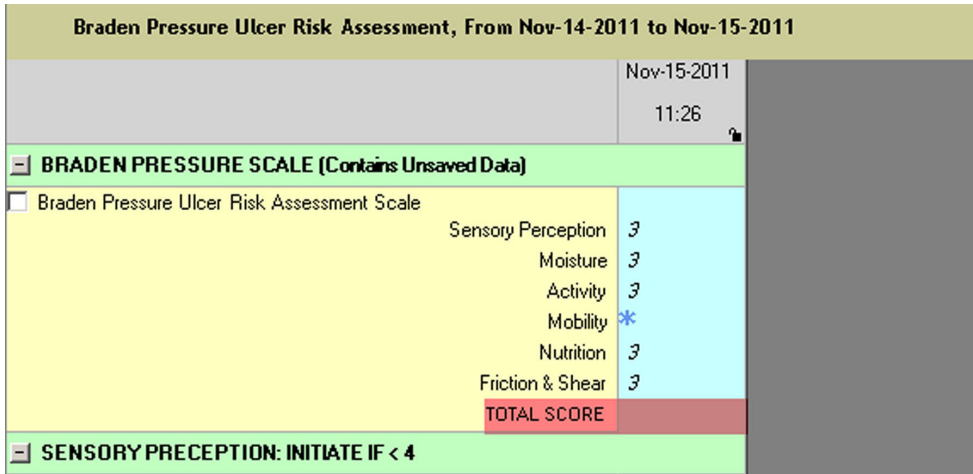 Braden Pressure Ulcer Risk Assessment, From Nov-14-2011 to Nov-15-2011
Nov-15-2011
11:26
BRADEN PRESSURE SCALE (Contains Unsaved Data)
Braden Pressure Ulcer Risk Assessment Scale
Sensory Perception 3
Moisture 3
Activity 3
Mobility *
Nutrition 3
Friction & Shear 3
TOTAL SCORE
SENSORY PRECEPTION: INITIATE IF < 4